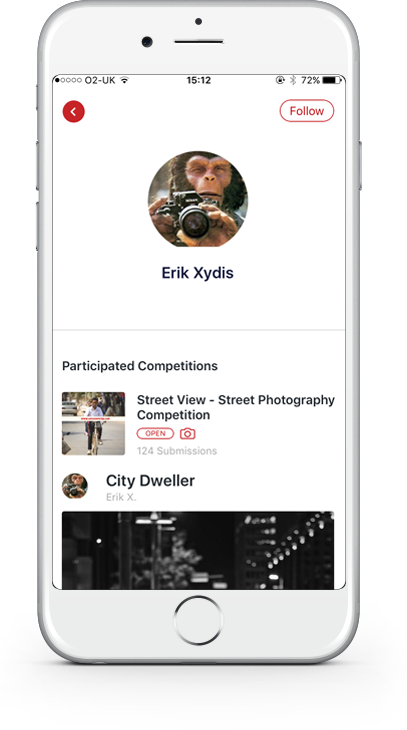 O2-UK 15:12 72%
Follow
Erik Xydis
Participated Competitions
Street View - Street Photography
Competition
OPEN
124 Submissions
City Dweller
Erik X.